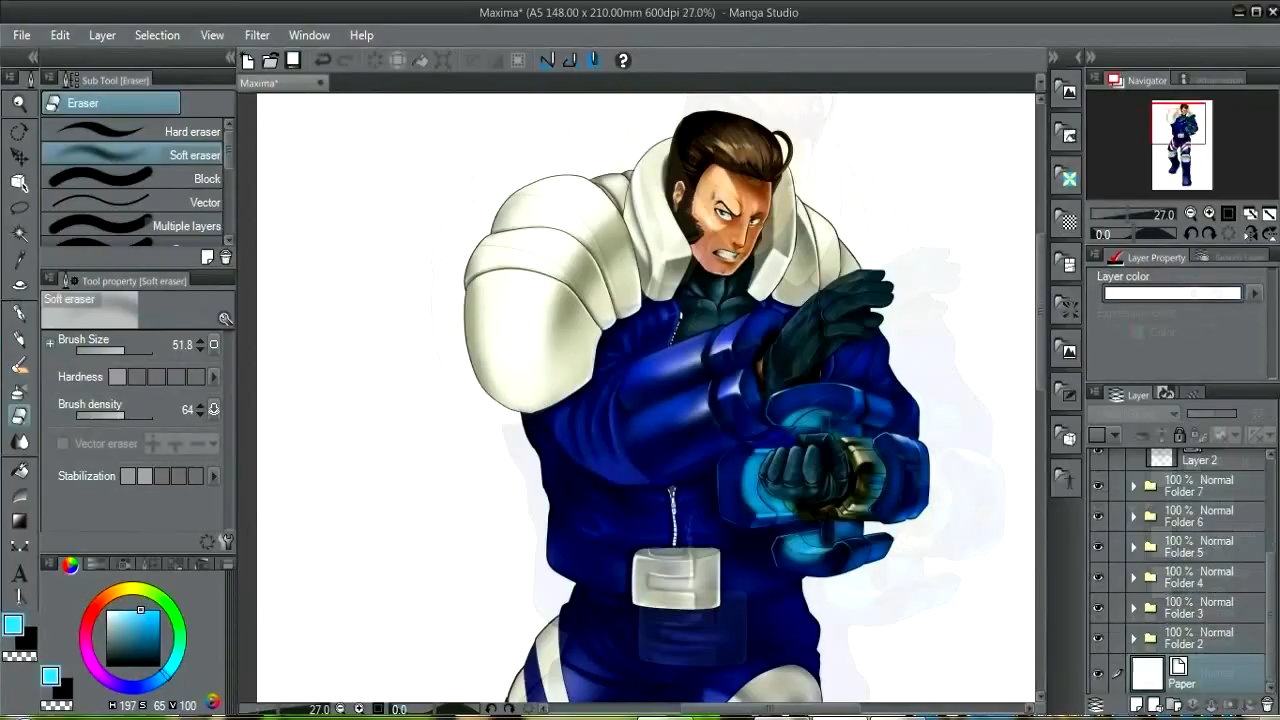 Maxima* (A5 148.00 x 210.00mm 600dpi 27.0%) - Manga Studio
File Edit Layer Selection View Filter Window Help
Sub Tool [Eraser]
Maxima*
Navigator
Eraser
Hard eraser
Soft eraser
Block
Vector
Multiple layers
27.0
0.0
Layer Property
Tool property [Soft eraser]
Layer color
Soft eraser
Brush Size 51.8
Hardness
Brush density 64
Vector eraser
Stabilization
Layer
Layer 2
100 % Normal
Folder 7
100 % Normal
Folder 6
100 % Normal
Folder 5
100 % Normal
Folder 4
100 % Normal
Folder 3
100 % Normal
Folder 2
Paper
H 197 S 65 V 100
27.0 0.0